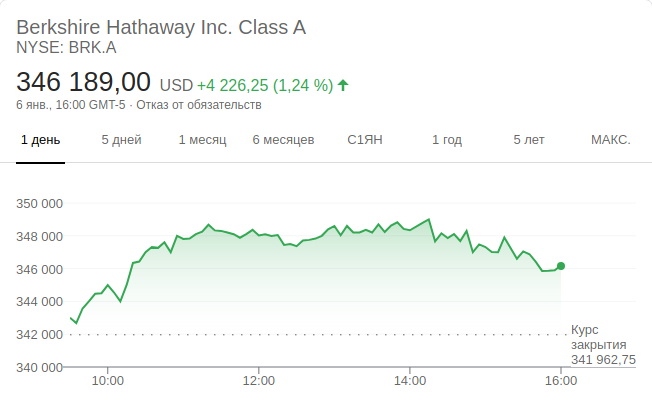 Berkshire Hathaway Inc. Class A
NYSE: BRK.A
346 189,00 USD +4 226,25 (1,24 %)
6 янв., 16:00 GMT-5 · Отказ от обязательств
1 день 5 дней 1 месяц 6 месяцев С1ЯН 1 год 5 лет МАКС.
350 000
348 000
346 000
344 000
342 000
340 000
Курс
закрытия
341 962,75
10:00 12:00 14:00 16:00